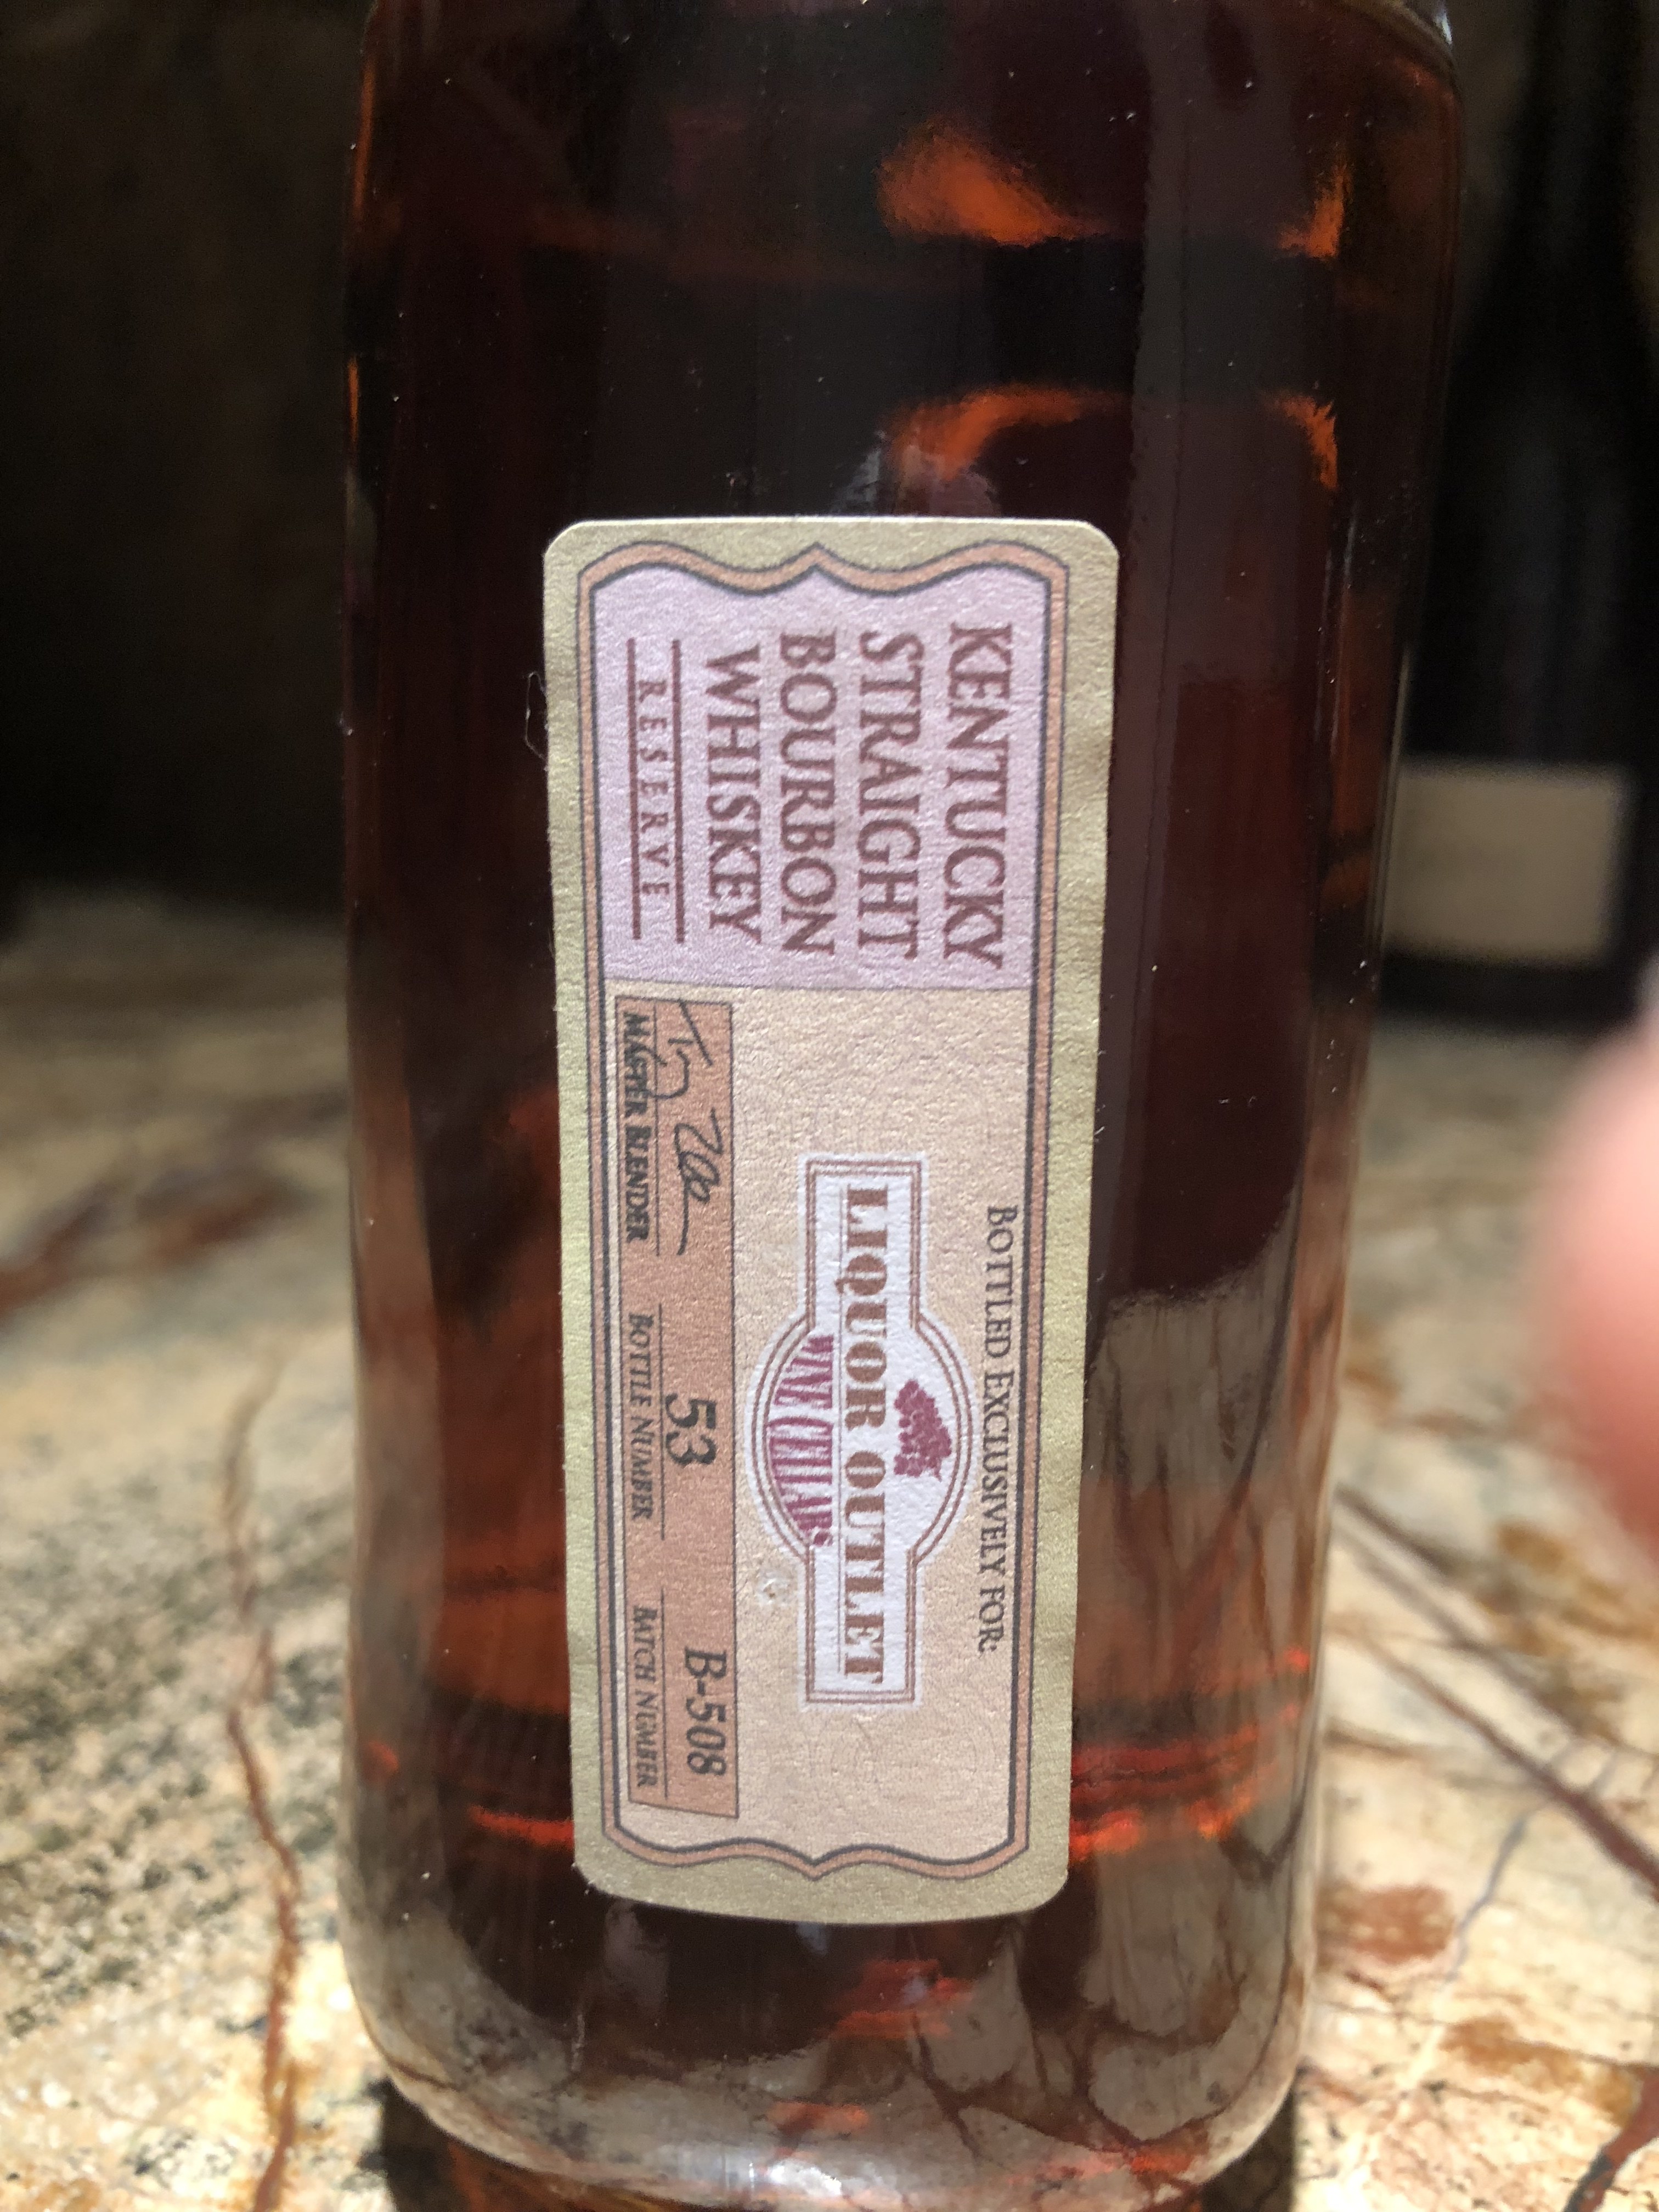 KENTUCKY
STRAIGHT
BOURBON
WHISKEY
RESERVE
BOTTLED EXCLUSIVELY FOR:
LIQUOR OUTLET
WINE CELLARS
53
B-508
MASTER BLENDER
BOTTLE NUMBER
BATCH NUMBER